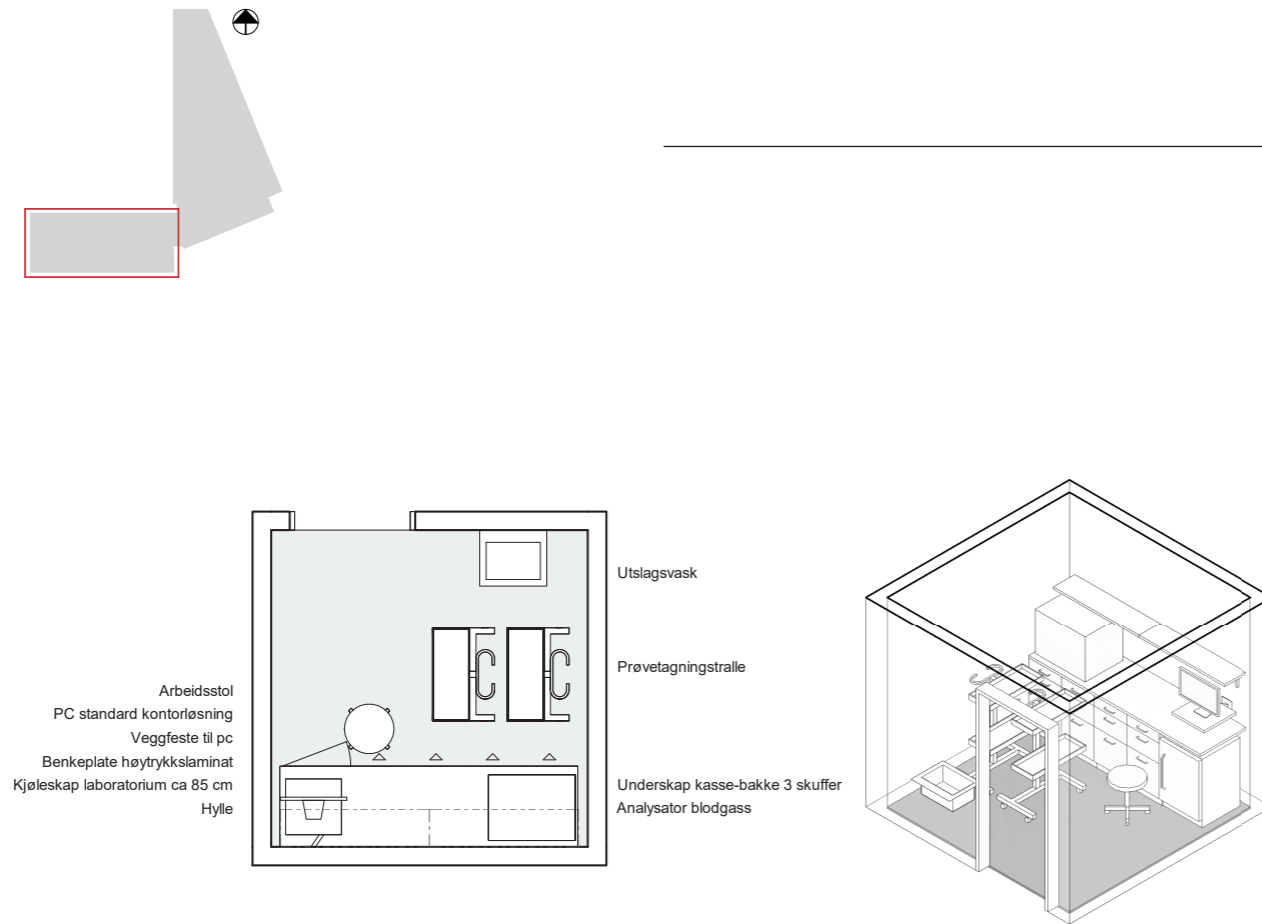 Utslagsvask
Prøvetagningstralle
Arbeidsstol
PC standard kontorløsning
Veggfeste til pc
Benkeplate høytrykkslaminat
Kjøleskap laboratorium ca 85 cm
Hylle
Underskap kasse-bakke 3 skuffer
Analysator blodgass